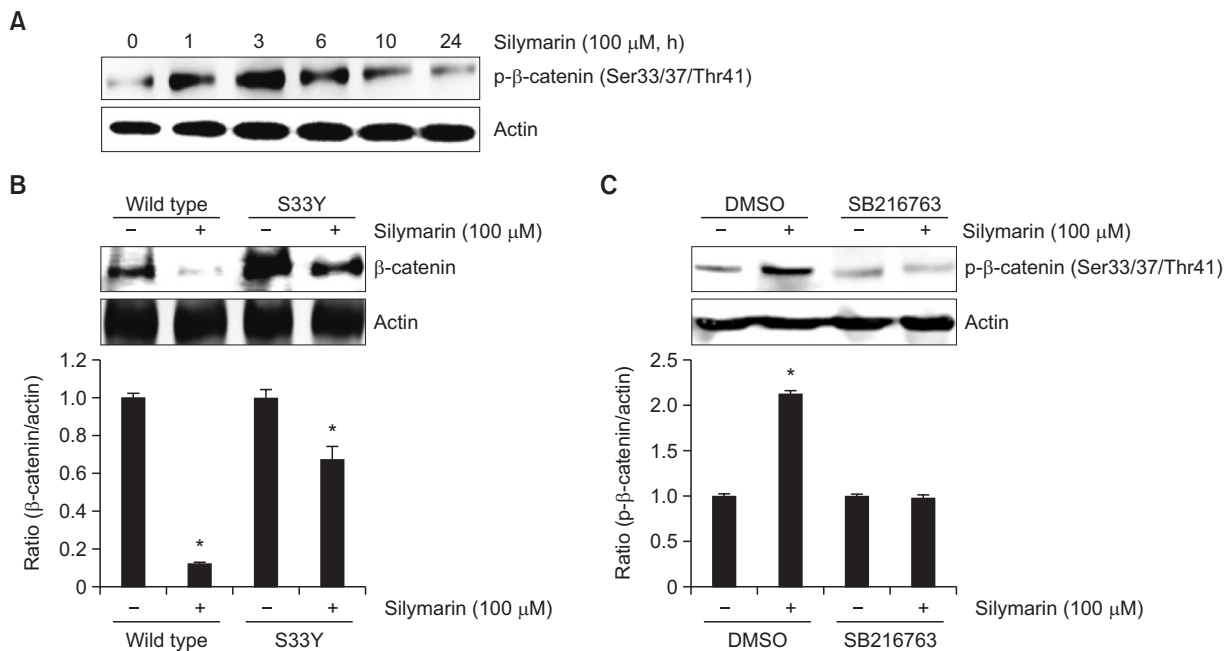 A
0 1 3 6 10 24 Silymarin (100 μM, h)
p-β-catenin (Ser33/37/Thr41)
Actin
B
Wild type S33Y
– + – + Silymarin (100 μM)
β-catenin
Actin
Ratio (β-catenin/actin)
1.2
1.0
0.8
0.6
0.4
0.2
0
* *
– + – + Silymarin (100 μM)
Wild type S33Y
C
DMSO SB216763
– + – + Silymarin (100 μM)
p-β-catenin (Ser33/37/Thr41)
Actin
Ratio (p-β-catenin/actin)
2.5
2.0
1.5
1.0
0.5
0
*
– + – + Silymarin (100 μM)
DMSO SB216763